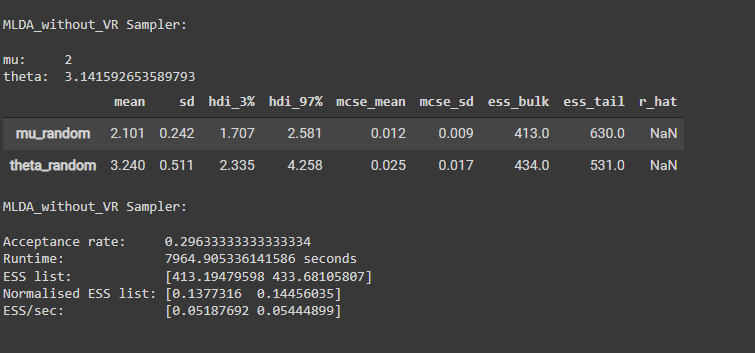 MLDA_without_VR Sampler:
mu: 2
theta: 3.141592653589793
mean sd hdi_3% hdi_97% mcse_mean mcse_sd ess_bulk ess_tail r_hat
mu_random 2.101 0.242 1.707 2.581 0.012 0.009 413.0 630.0 NaN
theta_random 3.240 0.511 2.335 4.258 0.025 0.017 434.0 531.0 NaN
MLDA_without_VR Sampler:
Acceptance rate: 0.29633333333333334
Runtime: 7964.905336141586 seconds
ESS list: [413.19479598 433.68105807]
Normalised ESS list: [0.1377316 0.14456035]
ESS/sec: [0.05187692 0.05444899]